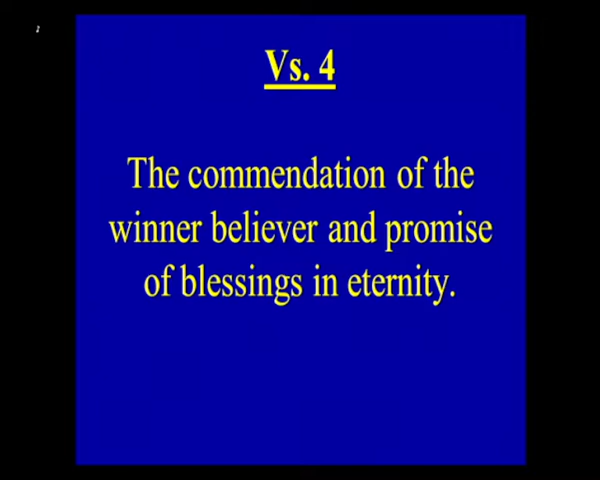 Vs. 4
The commendation of the
winner believer and promise
of blessings in eternity.